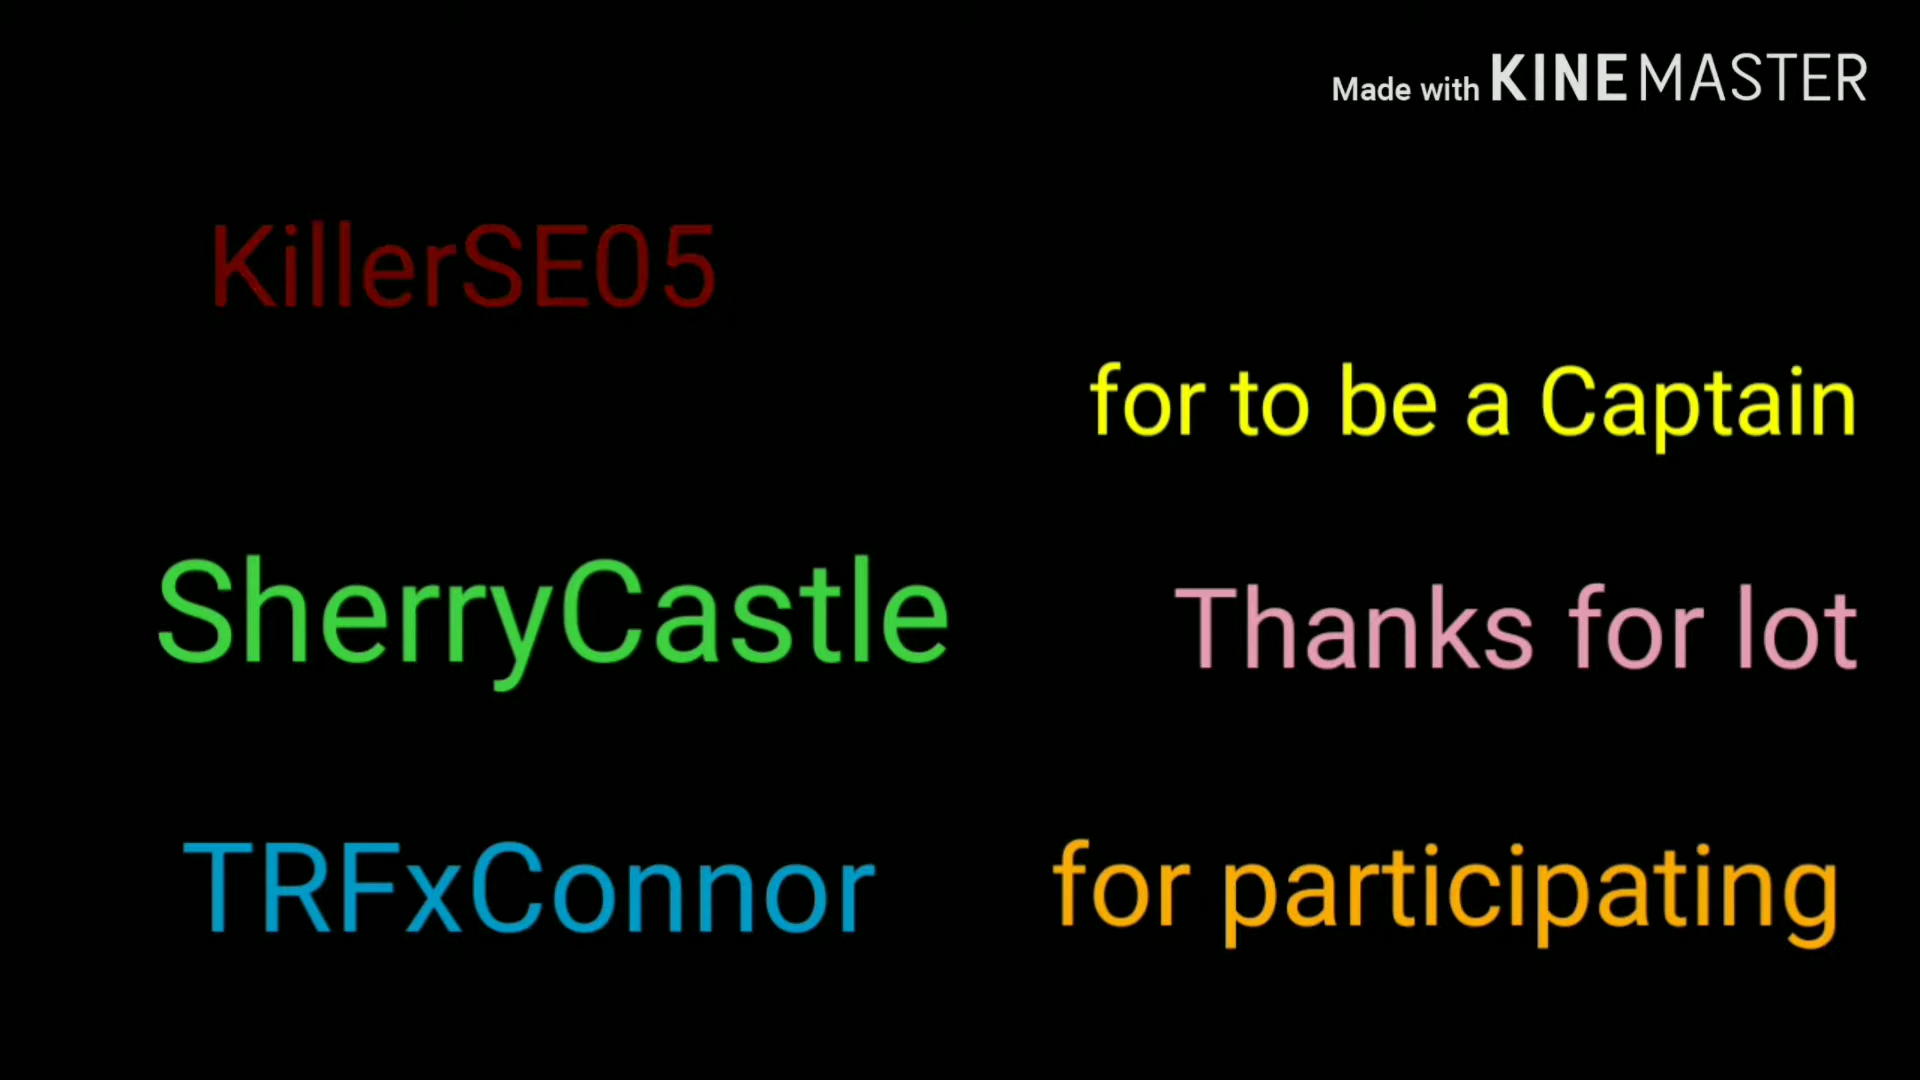 Made with KINEMASTER
KillerSE05
for to be a Captain
SherryCastle
Thanks for lot
TRFxConnor
for participating